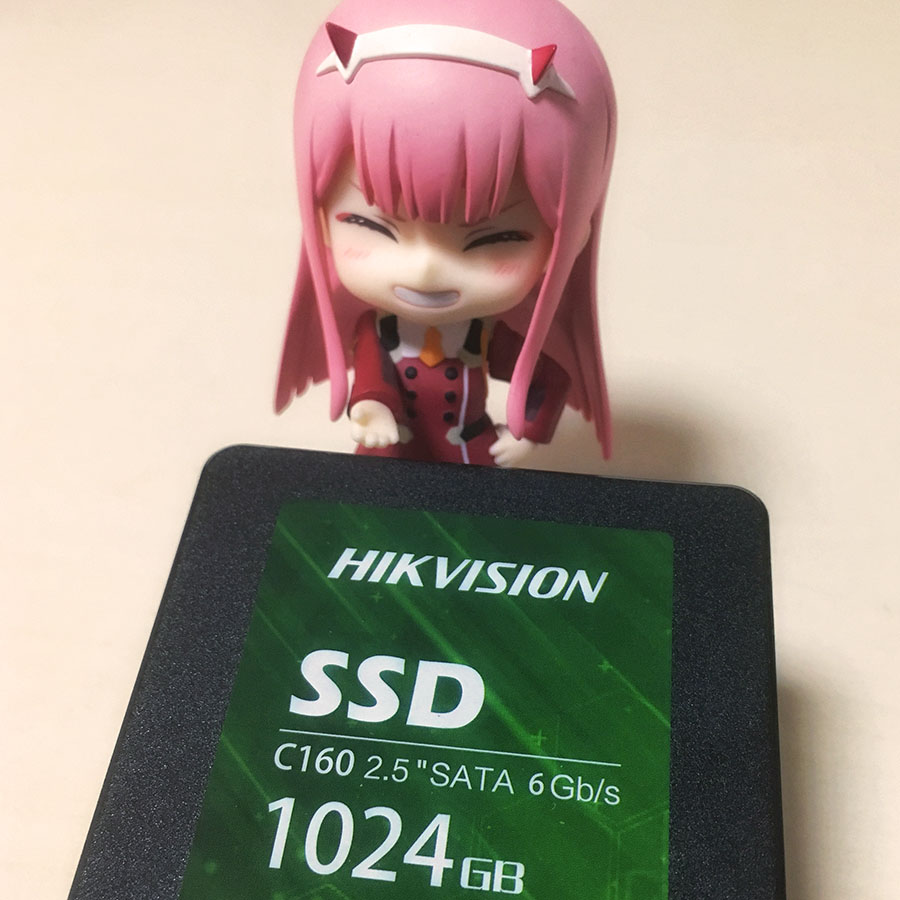 HIKVISION
SSD
C160 2.5"SATA 6Gb/s
1024GB